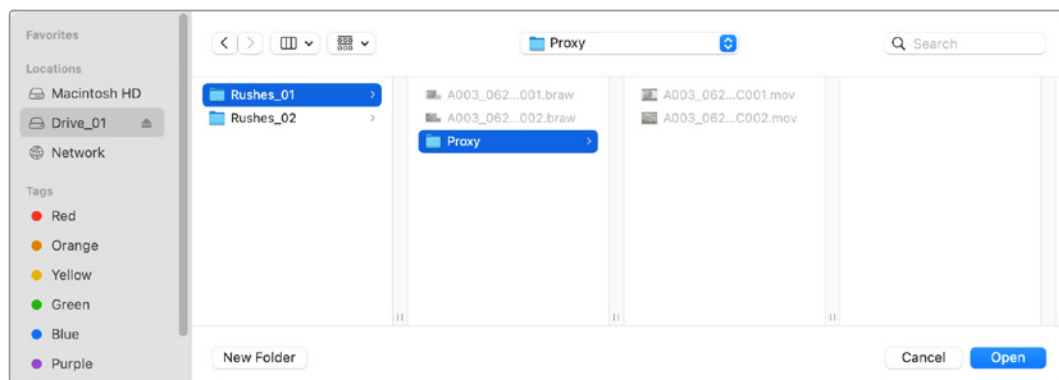 Favorites
Locations
Macintosh HD
Drive_01
Network
Tags
Red
Orange
Yellow
Green
Blue
Purple
Proxy
Search
Rushes_01
Rushes_02
A003_062...001.braw
A003_062...002.braw
Proxy
A003_062...C001.mov
A003_062...C002.mov
New Folder
Cancel
Open